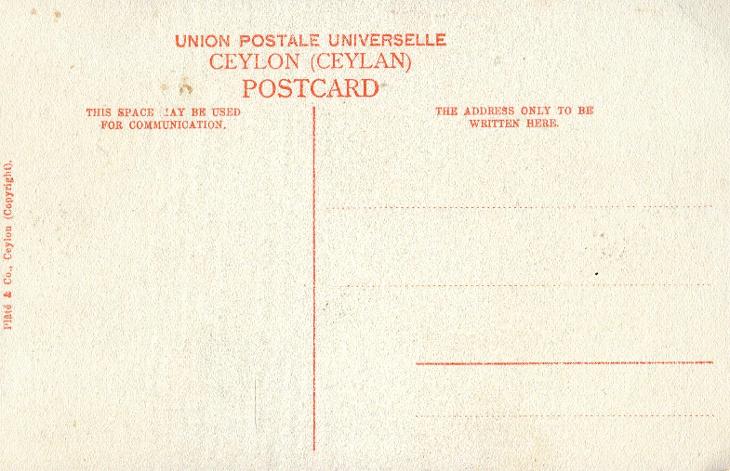 UNION POSTALE UNIVERSELLE
CEYLON (CEYLAN)
POSTCARD
THIS SPACE MAY BE USED
FOR COMMUNICATION.
THE ADDRESS ONLY TO BE
WRITTEN HERE.
Plâté & Co., Ceylon (Copyright).